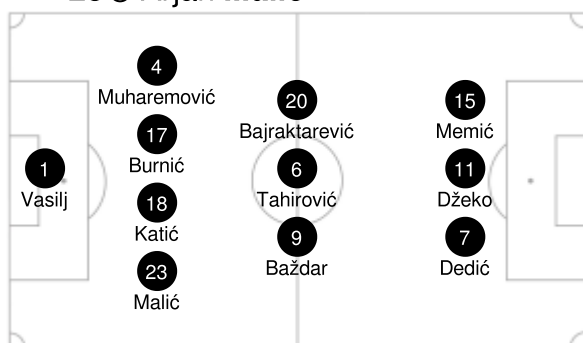 4
Muharemović
17
Burnić
1
Vasilj
18
Katić
23
Malić
20
Bajraktarević
6
Tahirović
9
Baždar
15
Memić
11
Džeko
7
Dedić